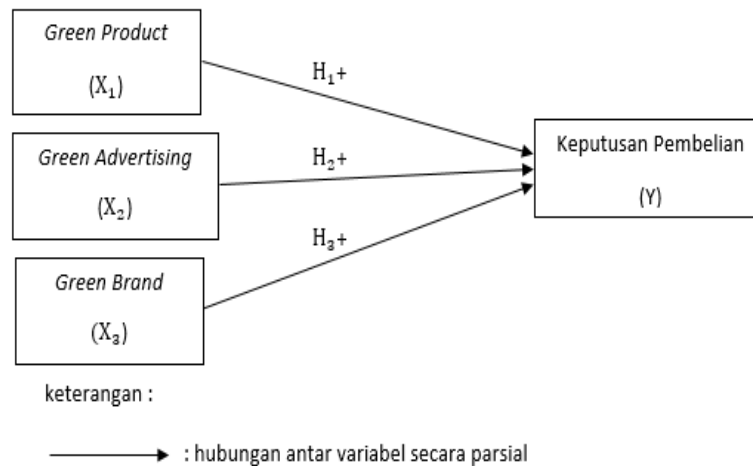 Green Product
(X₁)
H₁+
Green Advertising
(X₂)
H₂+
Keputusan Pembelian
(Y)
H₃+
Green Brand
(X₃)
keterangan :
: hubungan antar variabel secara parsial